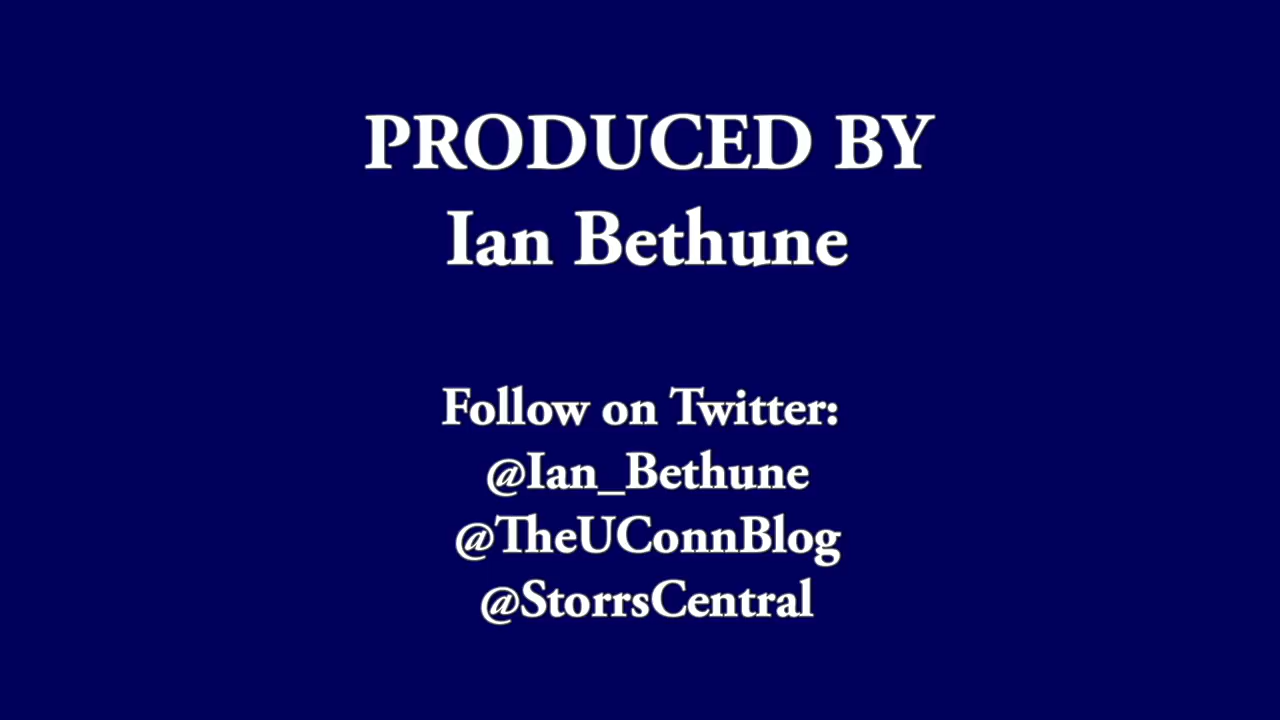 PRODUCED BY
Ian Bethune
Follow on Twitter:
@Ian_Bethune
@TheUConnBlog
@StorrsCentral